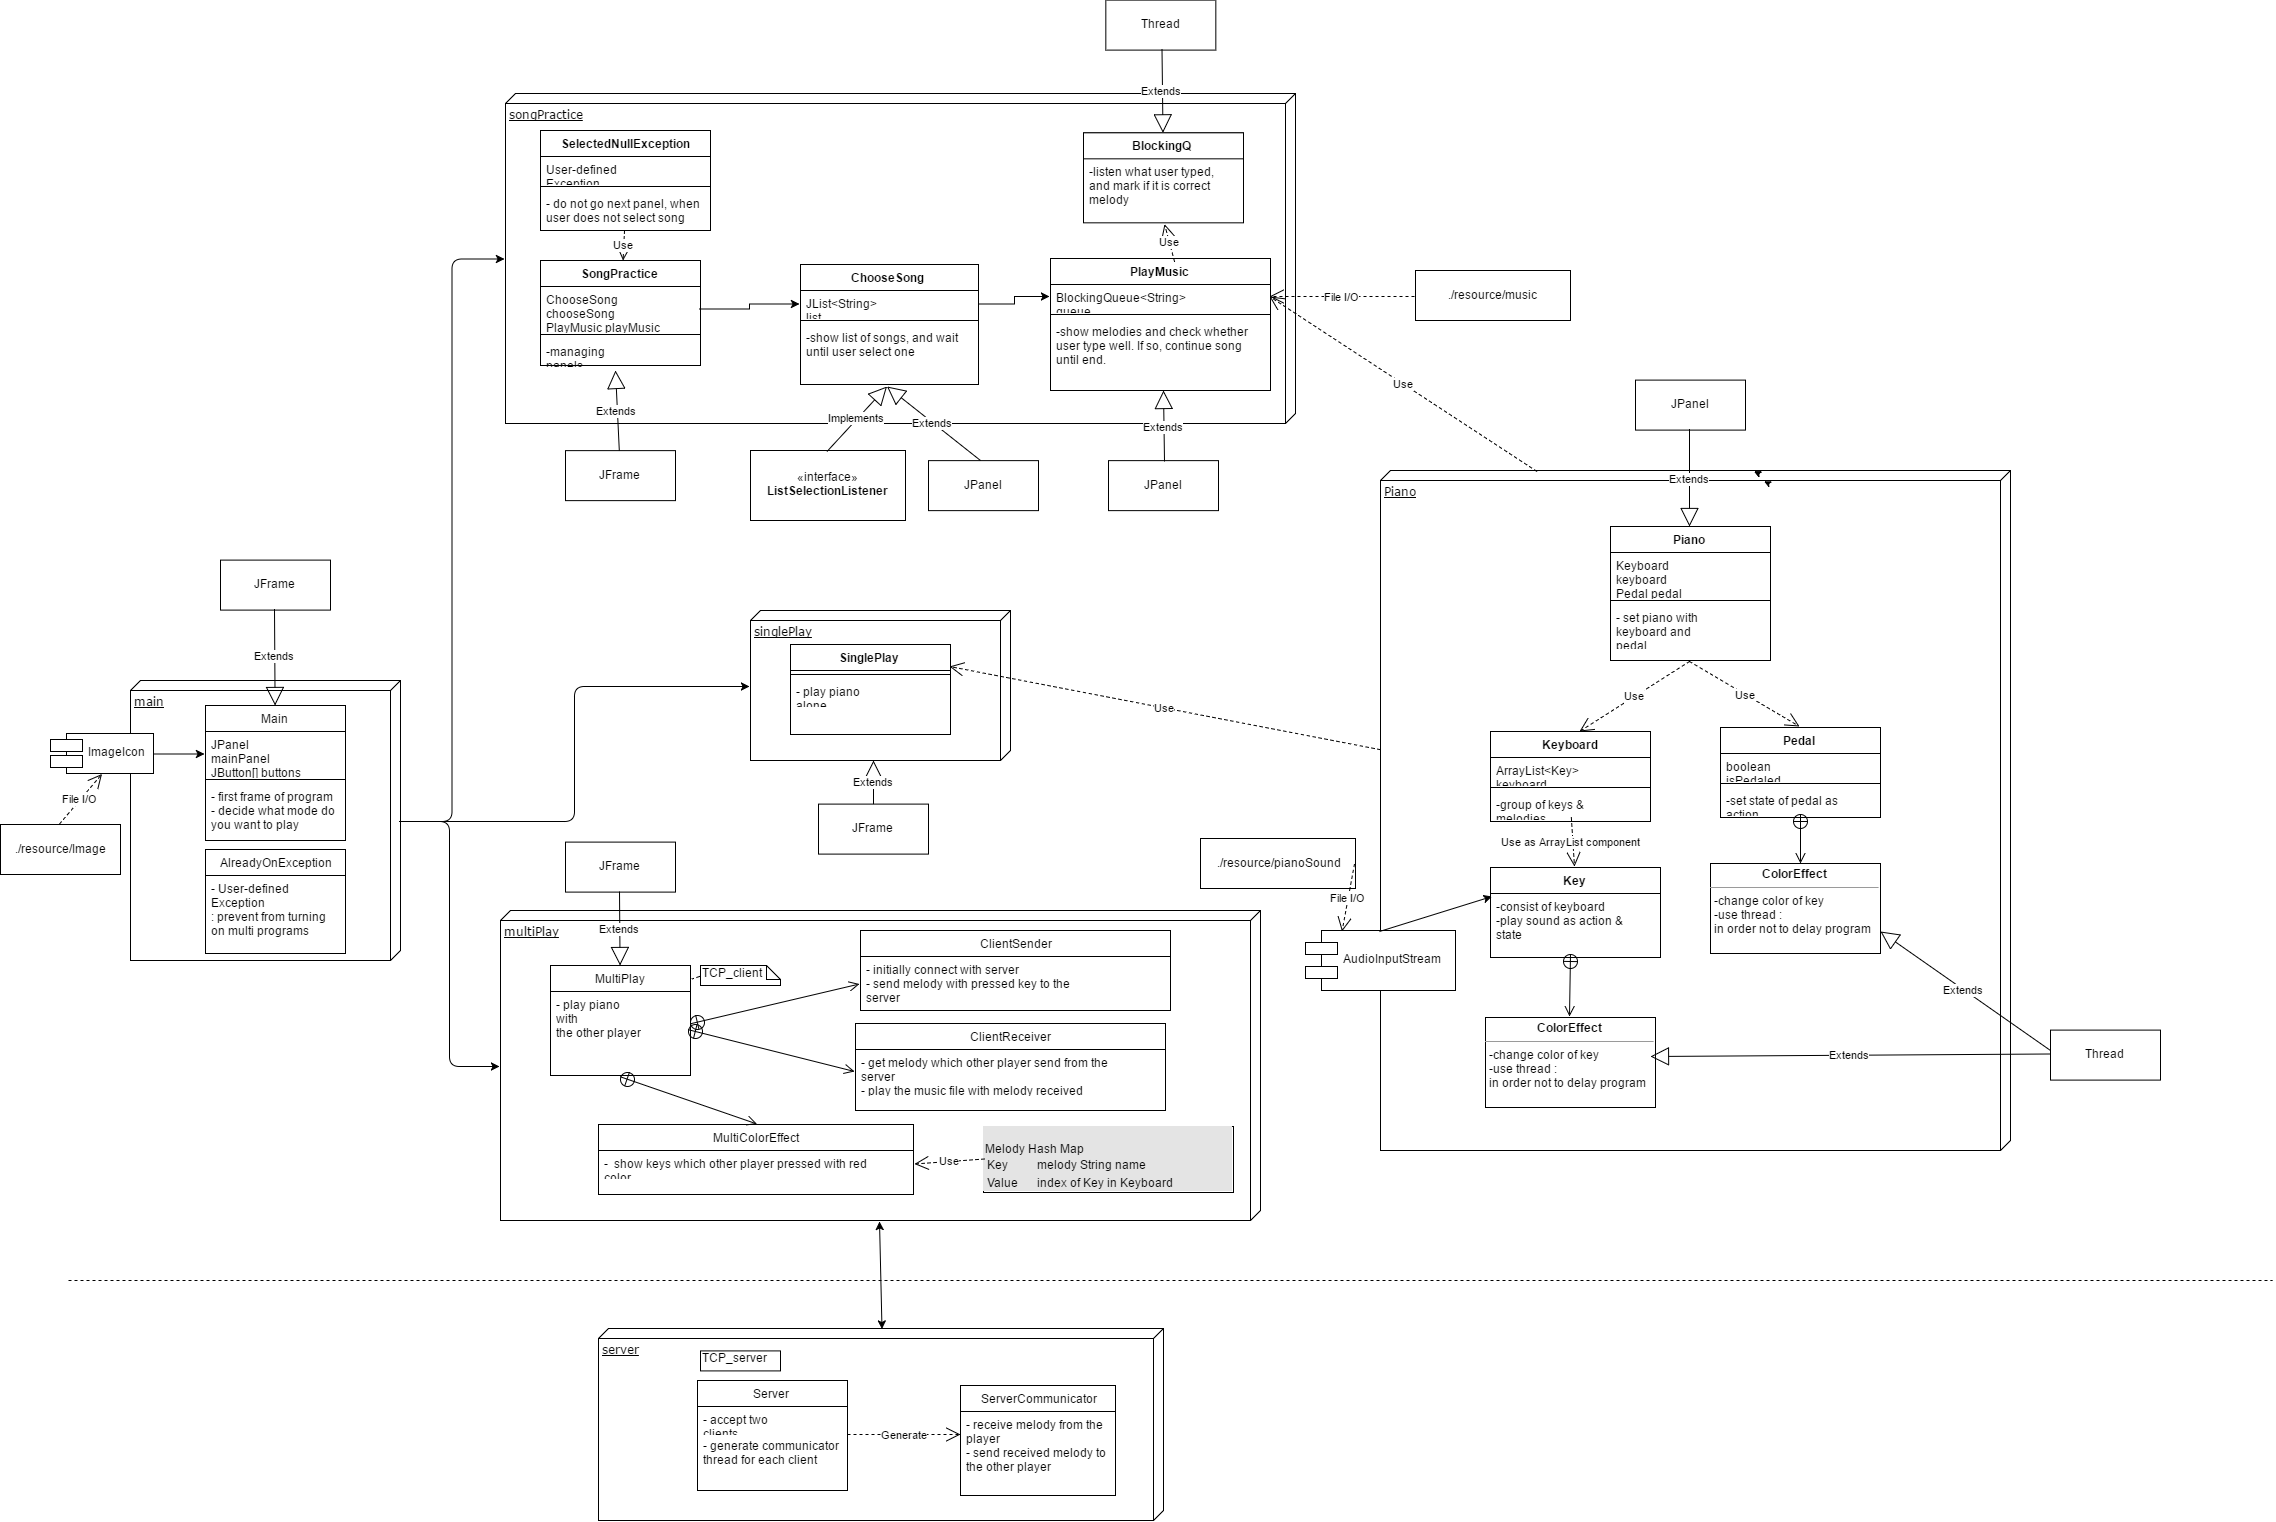 Thread
Extends
songPractice
SelectedNullException
User-defined
Exception
- do not go next panel, when
user does not select song
Use
BlockingQ
-listen what user typed,
and mark if it is correct
melody
Use
SongPractice
ChooseSong
chooseSong
PlayMusic playMusic
-managing
panels
ChooseSong
JList<String>
list
-show list of songs, and wait
until user select one
PlayMusic
BlockingQueue<String>
queue
-show melodies and check whether
user type well. If so, continue song
until end.
File I/O
./resource/music
Use
Extends
JFrame
Implements
«interface»
ListSelectionListener
Extends
JPanel
Extends
JPanel
JPanel
Extends
Piano
Piano
Keyboard
keyboard
Pedal pedal
- set piano with
keyboard and
pedal
Use
Use
Keyboard
ArrayList<Key>
keyboard
-group of keys &
melodies
Use as ArrayList component
Pedal
boolean
isPedaled
-set state of pedal as
action
Key
-consist of keyboard
-play sound as action &
state
ColorEffect
-change color of key
-use thread :
in order not to delay program
ColorEffect
-change color of key
-use thread :
in order not to delay program
Extends
Extends
Thread
./resource/pianoSound
File I/O
AudioInputStream
JFrame
Extends
main
Main
JPanel
mainPanel
JButton[] buttons
- first frame of program
- decide what mode do
you want to play
AlreadyOnException
- User-defined
Exception
: prevent from turning
on multi programs
ImageIcon
File I/O
./resource/Image
singlePlay
SinglePlay
- play piano
alone
Use
Extends
JFrame
JFrame
Extends
multiPlay
MultiPlay
- play piano
with
the other player
TCP_client
ClientSender
- initially connect with server
- send melody with pressed key to the
server
ClientReceiver
- get melody which other player send from the
server
- play the music file with melody received
MultiColorEffect
- show keys which other player pressed with red
color
Use
Melody Hash Map
Key melody String name
Value index of Key in Keyboard
server
TCP_server
Server
- accept two
clients
- generate communicator
thread for each client
Generate
ServerCommunicator
- receive melody from the
player
- send received melody to
the other player